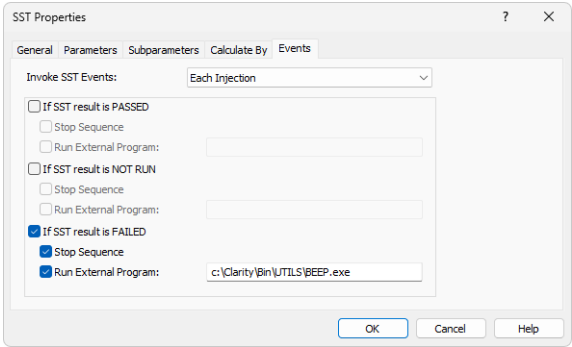 SST Properties
? ×
General Parameters Subparameters Calculate By Events
Invoke SST Events: Each Injection
If SST result is PASSED
Stop Sequence
Run External Program:
If SST result is NOT RUN
Stop Sequence
Run External Program:
If SST result is FAILED
Stop Sequence
Run External Program: c:\Clarity\Bin\UTILS\BEEP.exe
OK Cancel Help